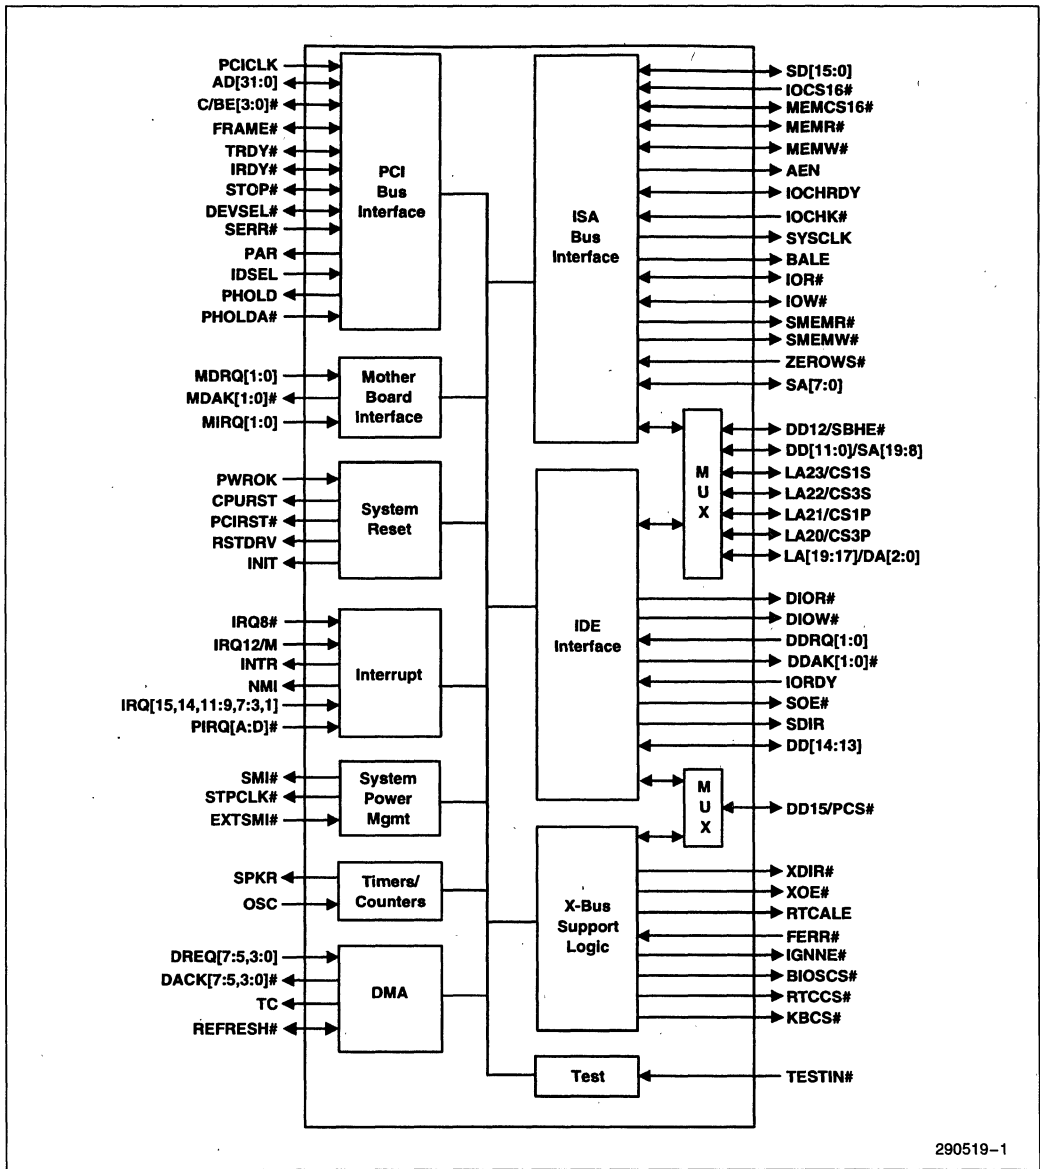 PCICLK
AD[31:0]
C/BE[3:0]#
FRAME#
TRDY#
IRDY#
STOP#
DEVSEL#
SERR#
PAR
IDSEL
PHOLD
PHOLDA#
PCI
Bus
Interface
MDRQ[1:0]
MDAK[1:0]#
MIRQ[1:0]
Mother
Board
Interface
PWROK
CPURST
PCIRST#
RSTDRV
INIT
System
Reset
IRQ8#
IRQ12/M
INTR
NMI
IRQ[15,14,11:9,7:3,1]
PIRQ[A:D]#
Interrupt
SMI#
STPCLK#
EXTSMI#
System
Power
Mgmt
SPKR
OSC
Timers/
Counters
DREQ[7:5,3:0]
DACK[7:5,3:0]#
TC
REFRESH#
DMA
ISA
Bus
Interface
SD[15:0]
IOCS16#
MEMCS16#
MEMR#
MEMW#
AEN
IOCHRDY
IOCHK#
SYSCLK
BALE
IOR#
IOW#
SMEMR#
SMEMW#
ZEROWS#
SA[7:0]
M
U
X
DD12/SBHE#
DD[11:0]/SA[19:8]
LA23/CS1S
LA22/CS3S
LA21/CS1P
LA20/CS3P
LA[19:17]/DA[2:0]
IDE
Interface
DIOR#
DIOW#
DDRQ[1:0]
DDAK[1:0]#
IORDY
SOE#
SDIR
DD[14:13]
M
U
X
DD15/PCS#
X-Bus
Support
Logic
XDIR#
XOE#
RTCALE
FERR#
IGNNE#
BIOSCS#
RTCCS#
KBCS#
Test
TESTIN#
290519-1